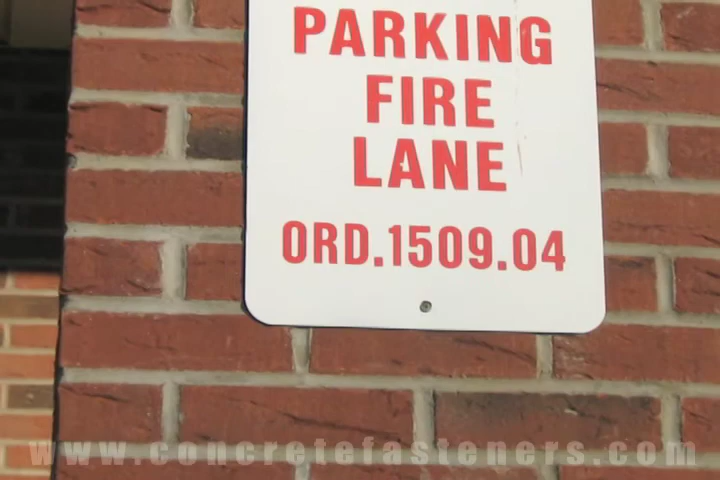 PARKING
FIRE
LANE
ORD.1509.04
www.concretefasteners.com